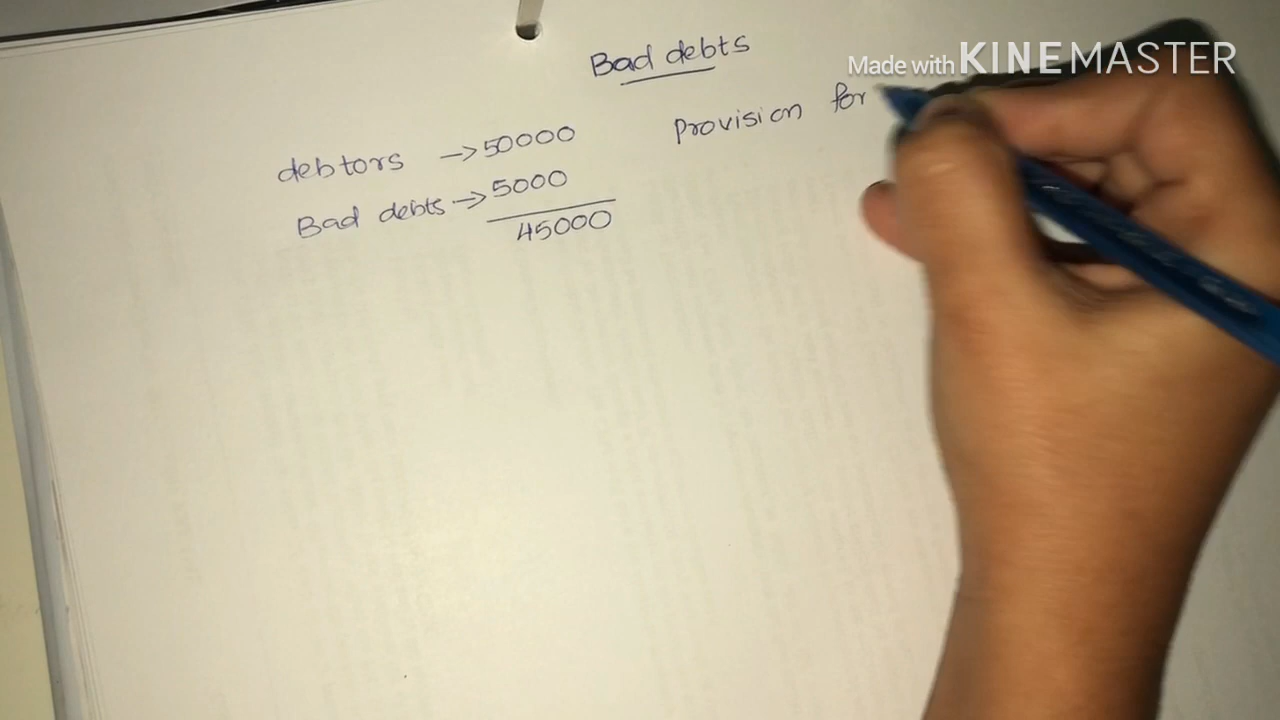 Bad debts
Made with KINEMASTER
Provision for
debtors → 50000
Bad debts → 5000
45000